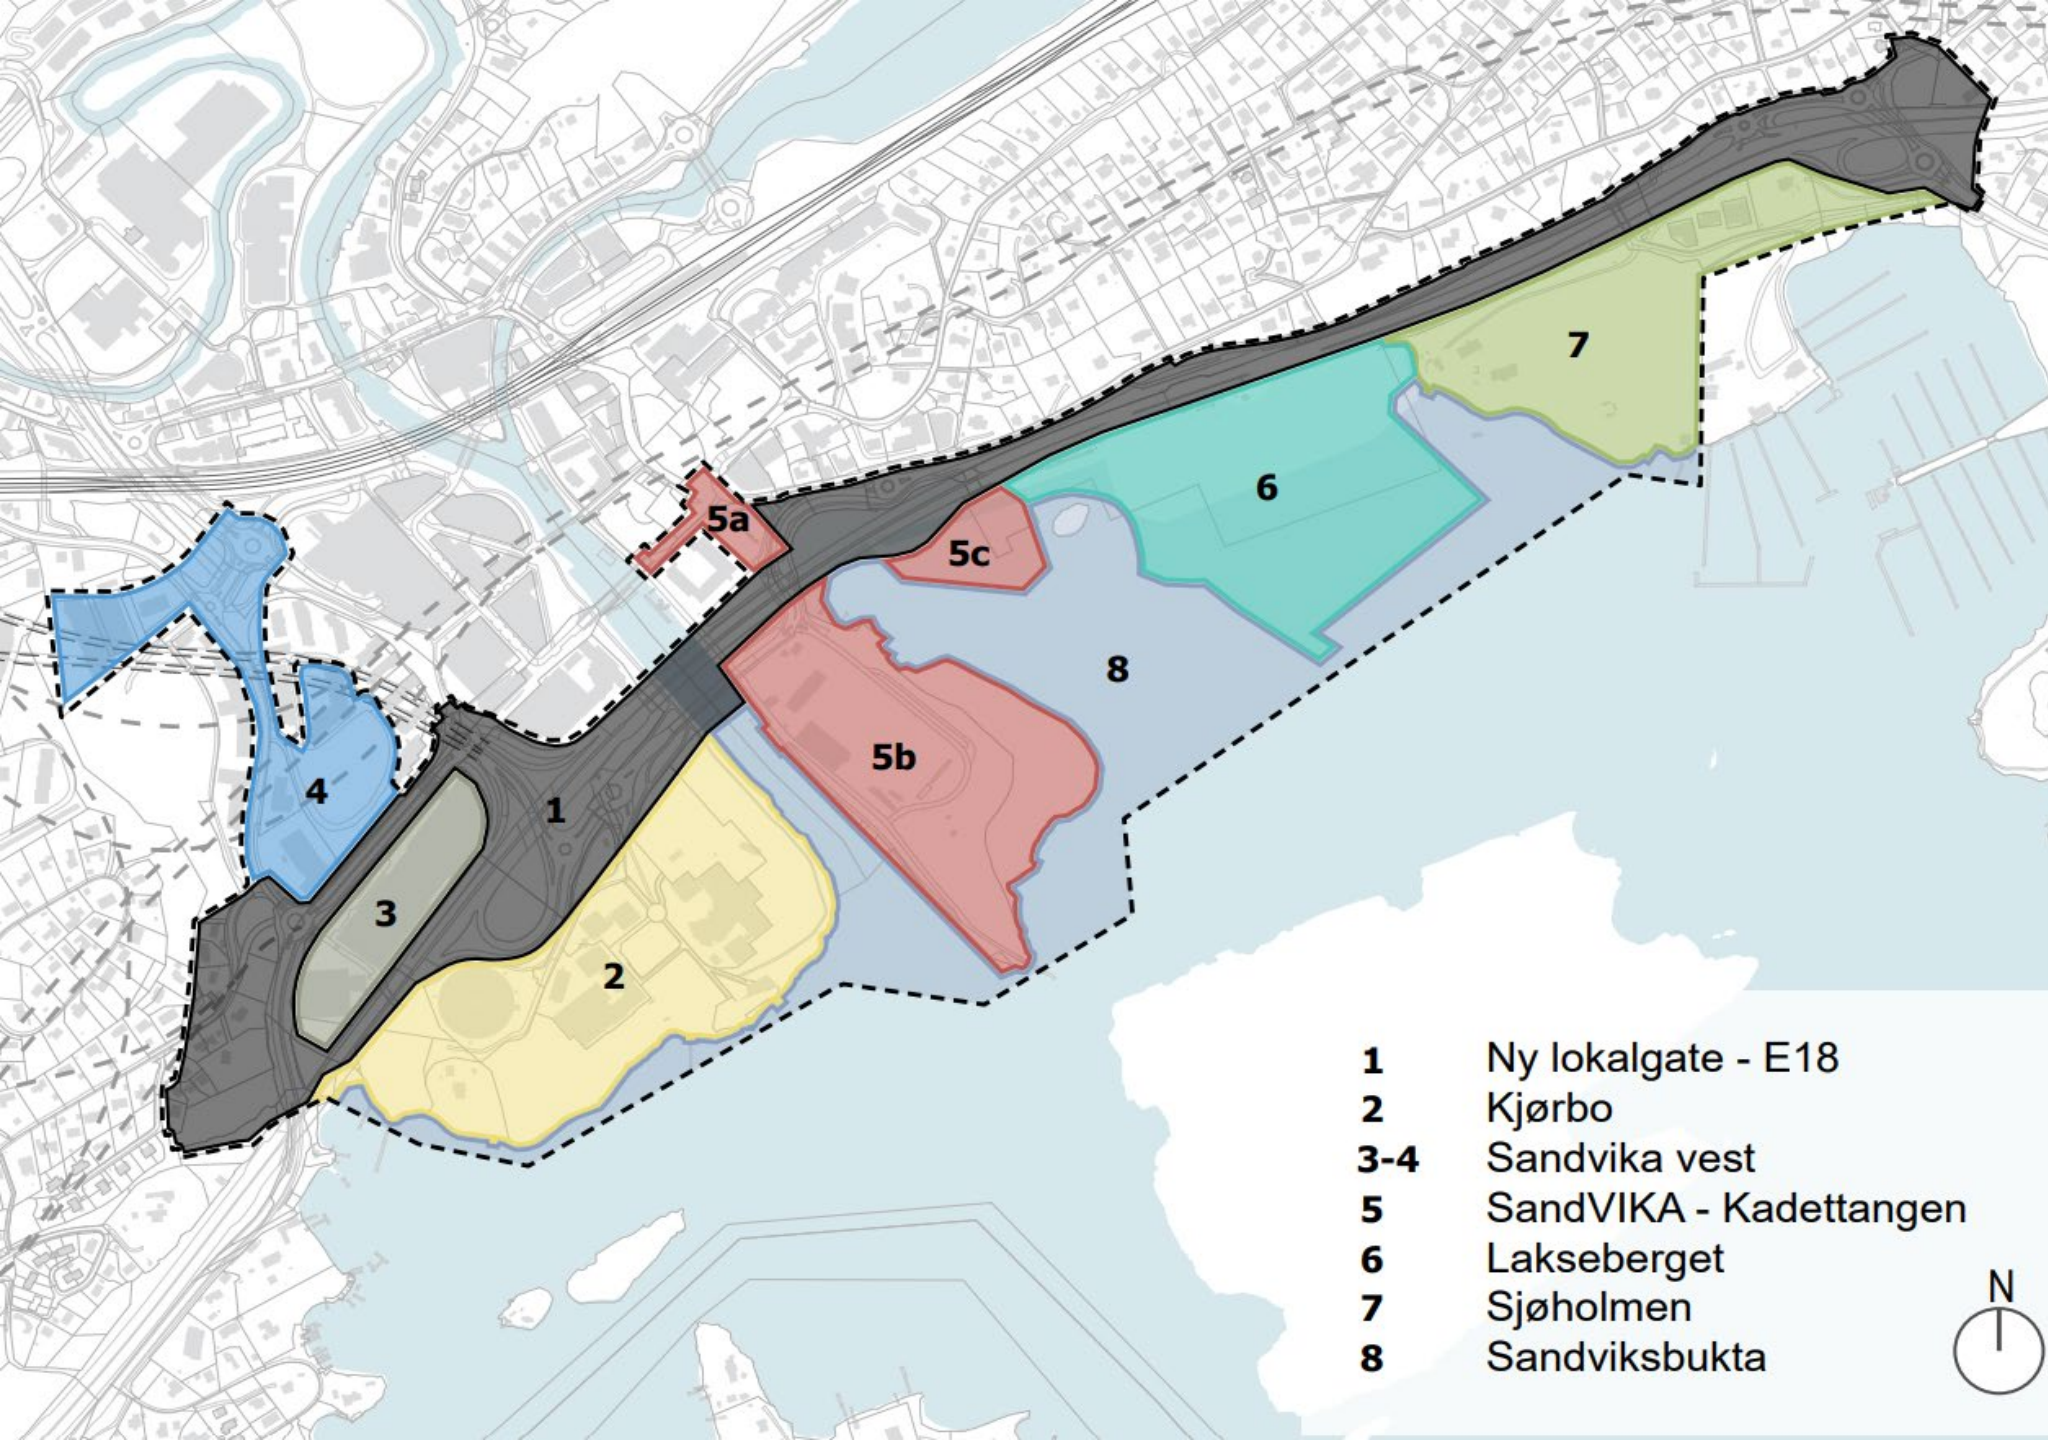 7
6
5a
5c
8
5b
4
1
3
2
1 Ny lokalgate - E18
2 Kjørbo
3-4 Sandvika vest
5 SandVIKA - Kadettangen
6 Lakseberget
7 Sjøholmen
8 Sandviksbukta
N